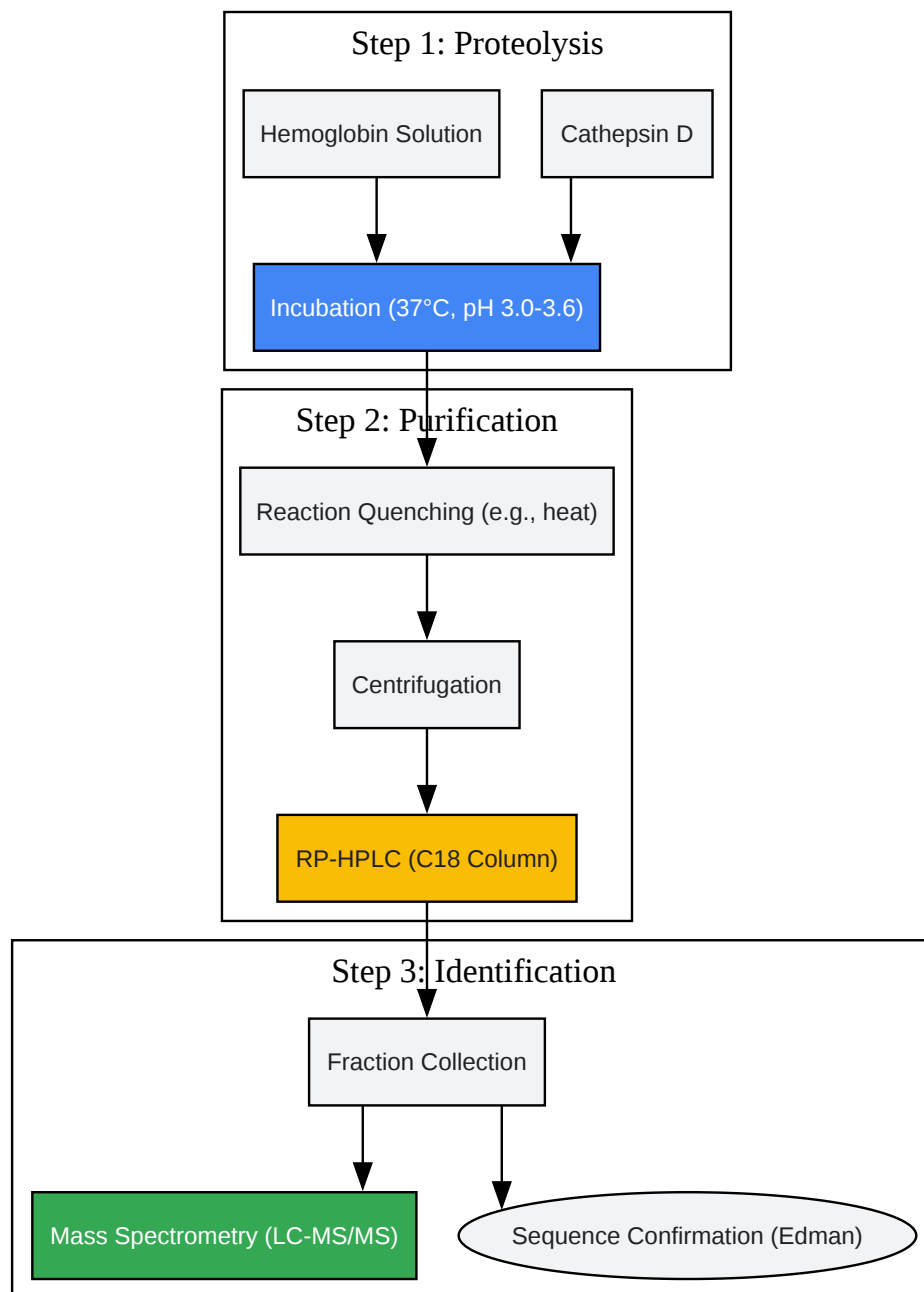 Step 1: Proteolysis
Hemoglobin Solution
Cathepsin D
Incubation (37°C, pH 3.0-3.6)
Step 2: Purification
Reaction Quenching (e.g., heat)
Centrifugation
RP-HPLC (C18 Column)
Step 3: Identification
Fraction Collection
Mass Spectrometry (LC-MS/MS)
Sequence Confirmation (Edman)